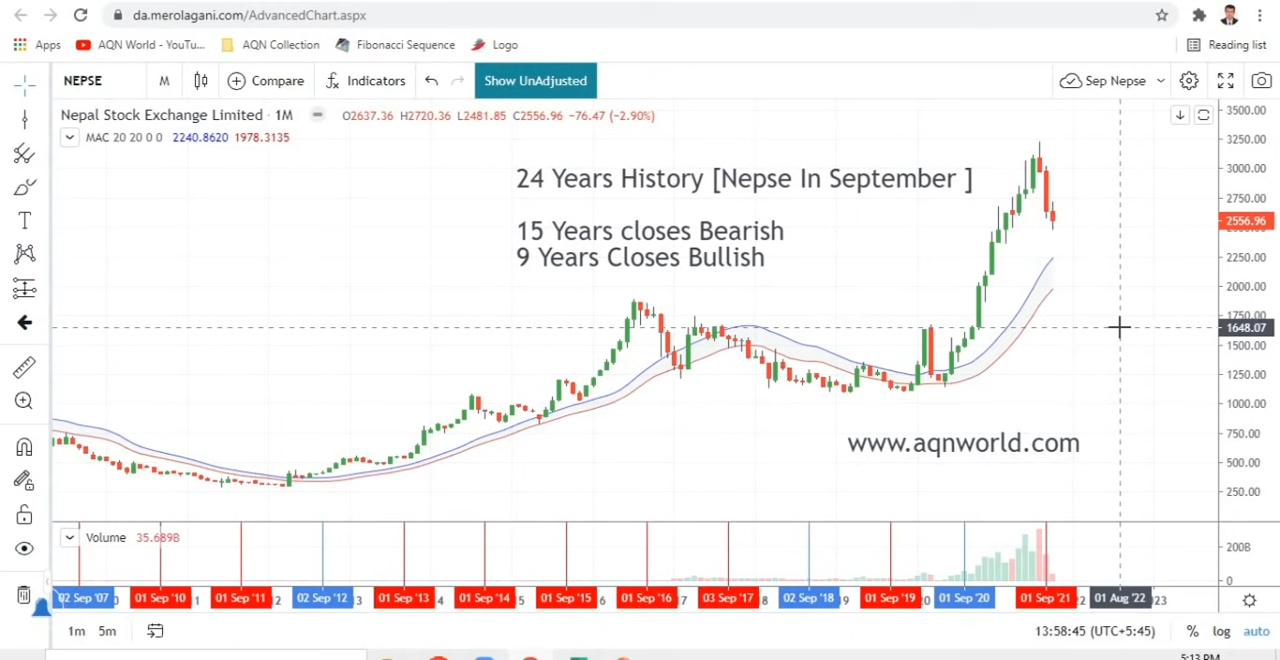 da.merolagani.com/AdvancedChart.aspx
Apps AQN World - YouTu... AQN Collection Fibonacci Sequence Logo Reading list
NEPSE M Compare Indicators Show UnAdjusted Sep Nepse
Nepal Stock Exchange Limited · 1M O2637.36 H2720.36 L2481.85 C2556.96 −76.47 (−2.90%)
MAC 20 20 0 0 2240.8620 1978.3135
24 Years History [Nepse In September ]
15 Years closes Bearish
9 Years Closes Bullish
www.aqnworld.com
3500.00
3250.00
3000.00
2750.00
2556.96
2250.00
2000.00
1750.00
1648.07
1500.00
1250.00
1000.00
750.00
500.00
250.00
Volume 35.689B
200B
0
02 Sep '07 01 Sep '10 01 Sep '11 02 Sep '12 01 Sep '13 01 Sep '14 01 Sep '15 01 Sep '16 03 Sep '17 02 Sep '18 01 Sep '19 01 Sep '20 01 Sep '21 01 Aug '22
1m 5m 13:58:45 (UTC+5:45) % log auto
5:13 PM